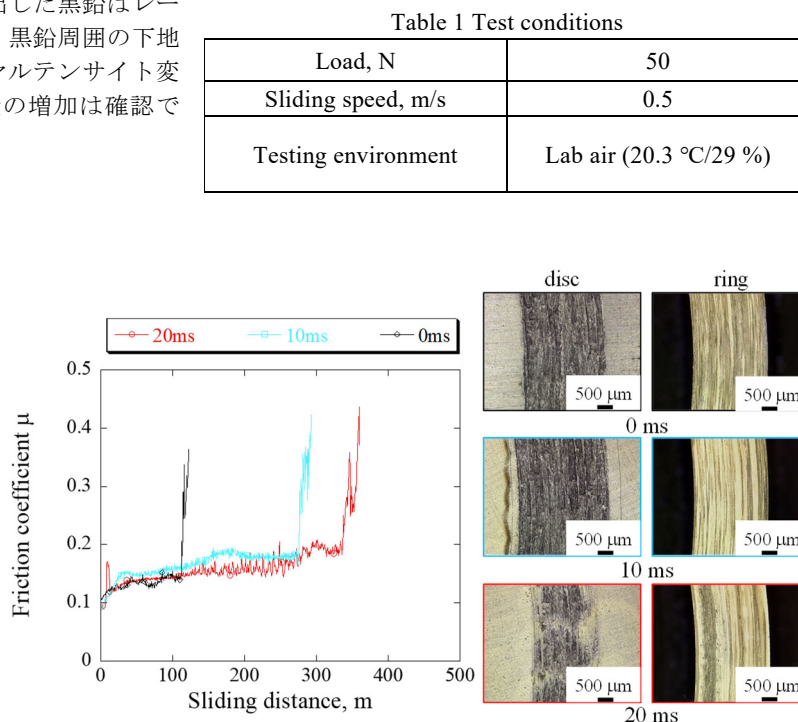 出した黒鉛はレー
黒鉛周囲の下地
マルテンサイト変
の増加は確認で
Table 1 Test conditions
Load, N 50
Sliding speed, m/s 0.5
Testing environment Lab air (20.3 ℃/29 %)
20ms 10ms 0ms
0.5
0.4
0.3
0.2
0.1
0
0 100 200 300 400 500
Friction coefficient μ
Sliding distance, m
disc ring
500 μm 500 μm
0 ms
500 μm 500 μm
10 ms
500 μm 500 μm
20 ms